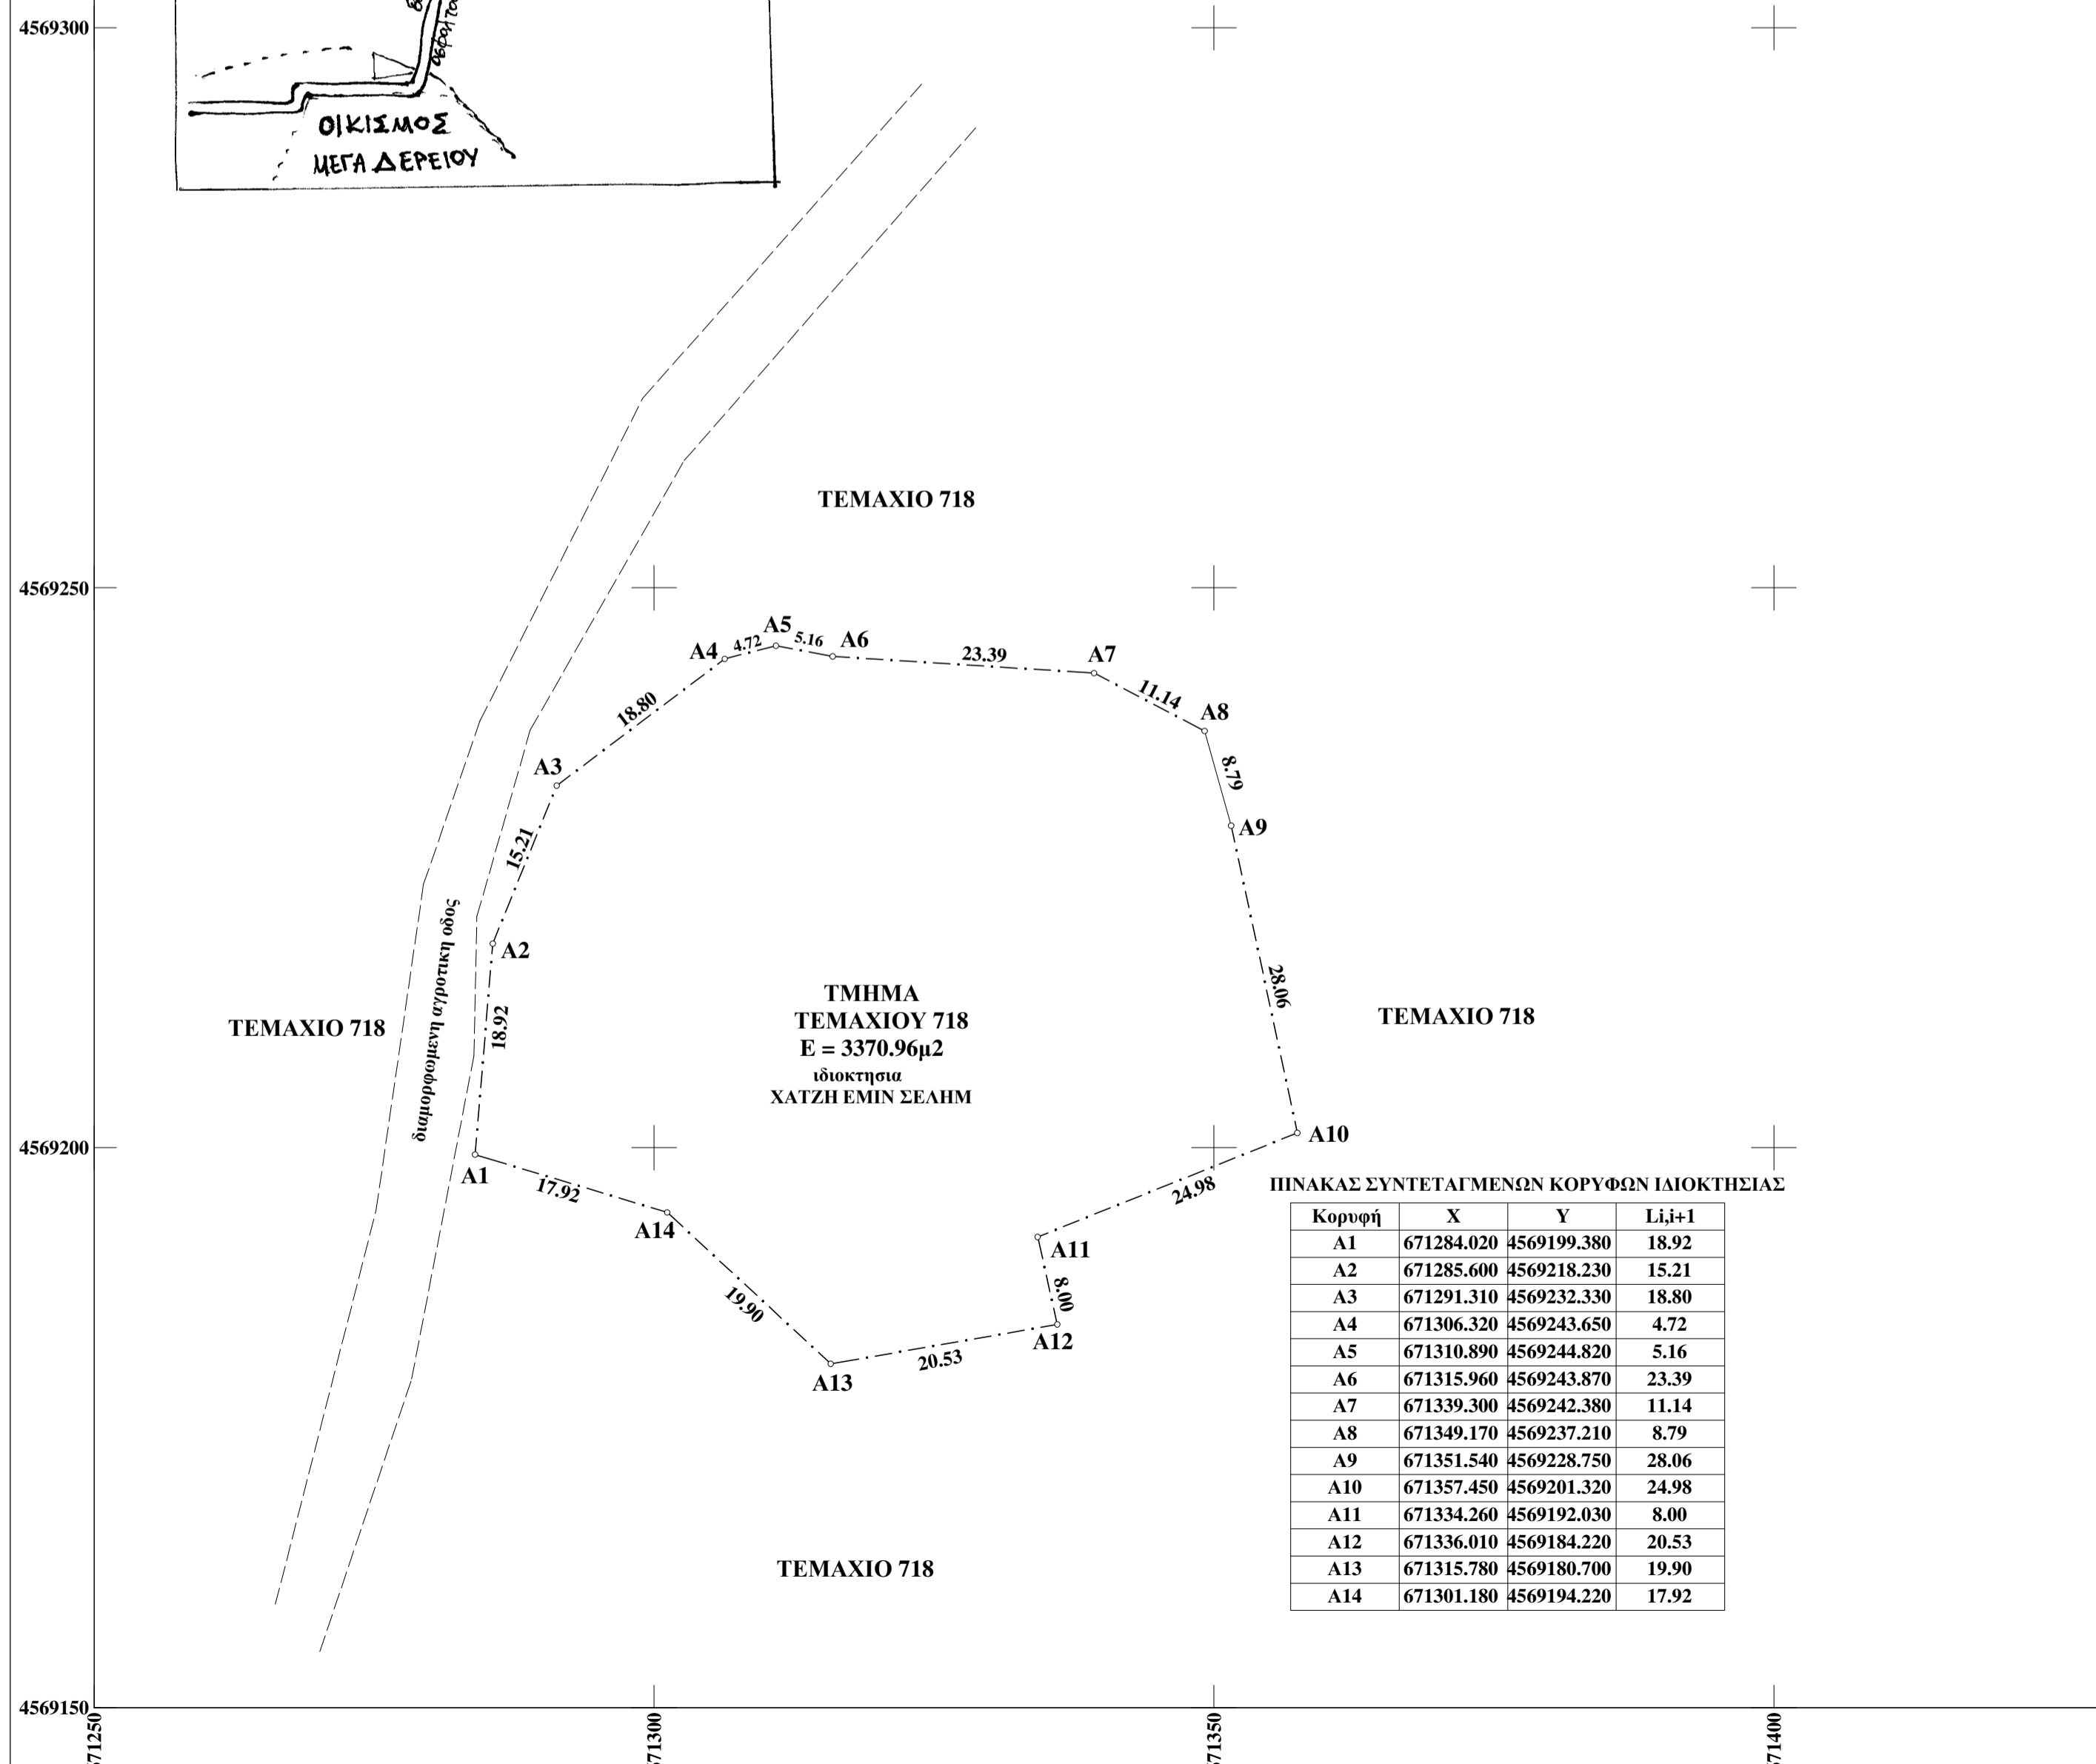 4569300
ΟΙΚΙΣΜΟΣ
ΜΕΓΑ ΔΕΡΕΙΟΥ
ΤΕΜΑΧΙΟ 718
4569250
A5
4.72
5.16
A6
A4
23.39
A7
11.14
18.80
A8
A3
8.79
A9
15.21
A2
διαμορφωμενη αγροτικη οδος
28.06
ΤΜΗΜΑ
ΤΕΜΑΧΙΟΥ 718
Ε = 3370.96μ2
ιδιοκτησια
ΧΑΤΖΗ ΕΜΙΝ ΣΕΛΗΜ
ΤΕΜΑΧΙΟ 718
18.92
ΤΕΜΑΧΙΟ 718
4569200
A10
A1
17.92
24.98
A14
A11
19.90
8.00
A12
20.53
A13
ΠΙΝΑΚΑΣ ΣΥΝΤΕΤΑΓΜΕΝΩΝ ΚΟΡΥΦΩΝ ΙΔΙΟΚΤΗΣΙΑΣ
Κορυφή X Y Li,i+1
A1 671284.020 4569199.380 18.92
A2 671285.600 4569218.230 15.21
A3 671291.310 4569232.330 18.80
A4 671306.320 4569243.650 4.72
A5 671310.890 4569244.820 5.16
A6 671315.960 4569243.870 23.39
A7 671339.300 4569242.380 11.14
A8 671349.170 4569237.210 8.79
A9 671351.540 4569228.750 28.06
A10 671357.450 4569201.320 24.98
A11 671334.260 4569192.030 8.00
A12 671336.010 4569184.220 20.53
A13 671315.780 4569180.700 19.90
A14 671301.180 4569194.220 17.92
ΤΕΜΑΧΙΟ 718
4569150
71250
71300
71350
71400